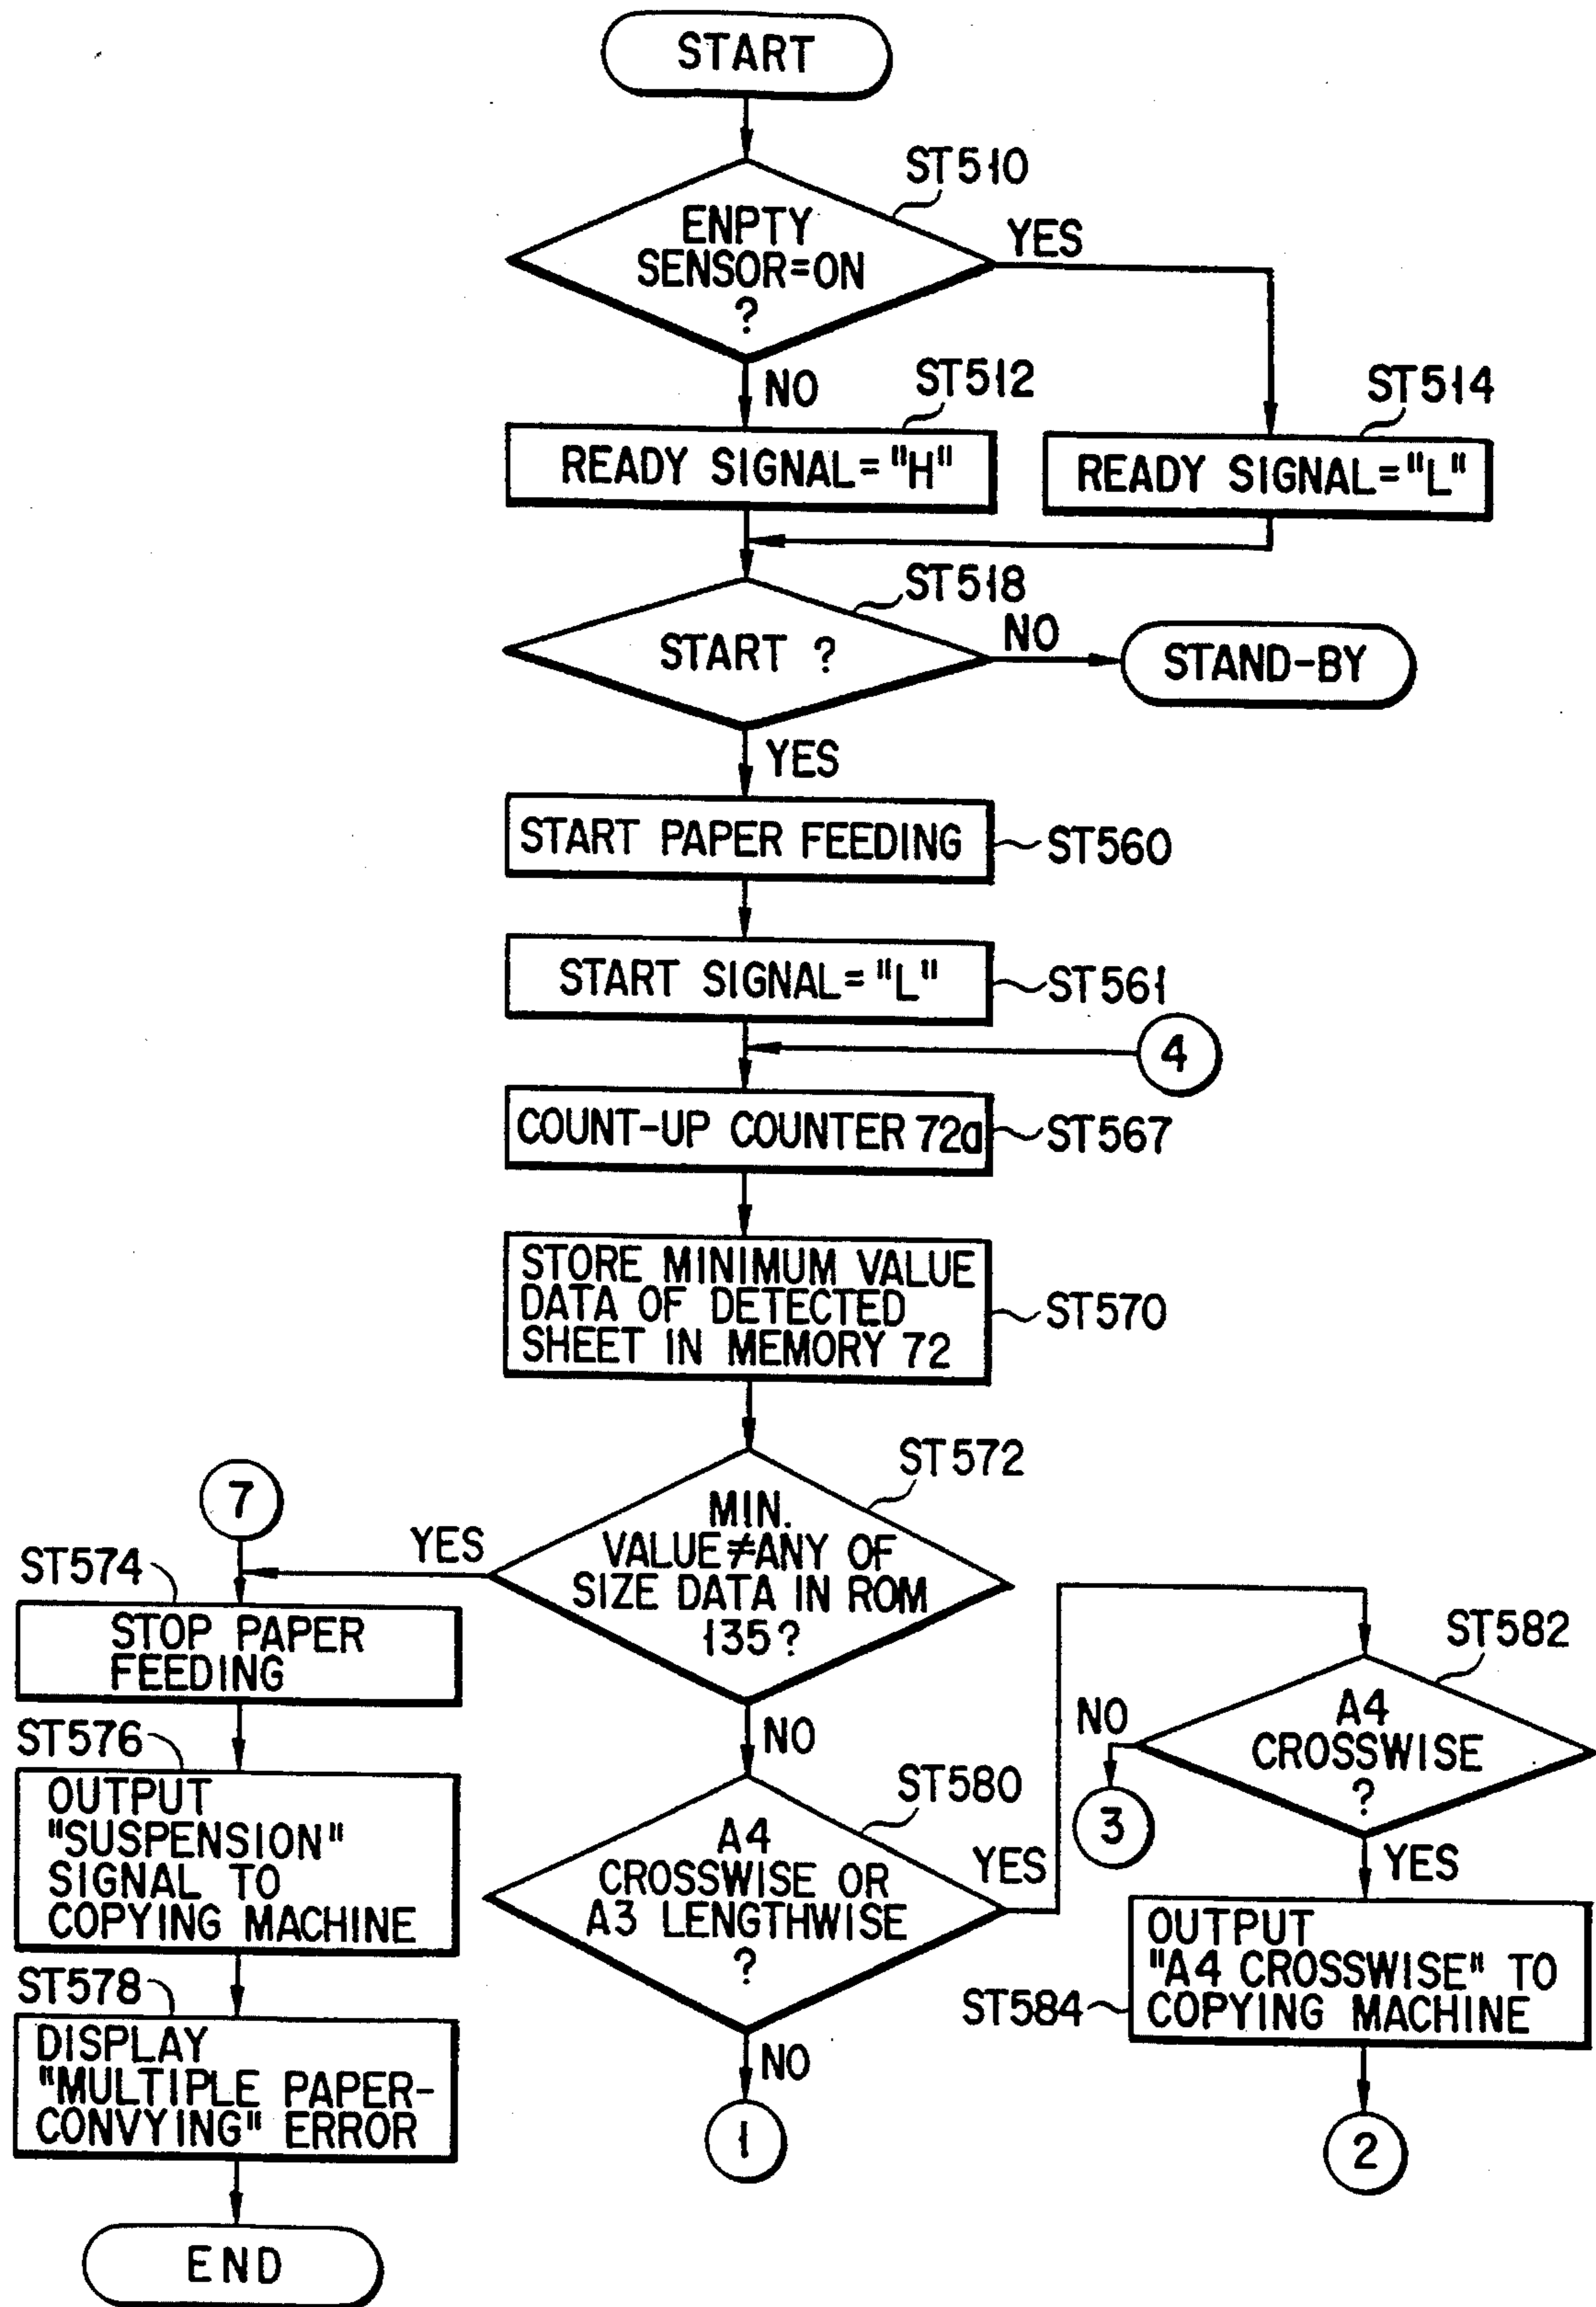 START
ST510
ENPTY
SENSOR=ON
?
YES
NO
ST512
ST514
READY SIGNAL="H"
READY SIGNAL="L"
ST518
START ?
NO
STAND-BY
YES
START PAPER FEEDING
ST560
START SIGNAL="L"
ST561
4
COUNT-UP COUNTER 72a
ST567
STORE MINIMUM VALUE
DATA OF DETECTED
SHEET IN MEMORY 72
ST570
ST572
MIN.
VALUE≠ANY OF
SIZE DATA IN ROM
135?
YES
NO
7
ST574
STOP PAPER
FEEDING
ST576
OUTPUT
"SUSPENSION"
SIGNAL TO
COPYING MACHINE
ST578
DISPLAY
"MULTIPLE PAPER-
CONVYING" ERROR
END
ST580
A4
CROSSWISE OR
A3 LENGTHWISE
?
YES
NO
1
ST582
A4
CROSSWISE
?
NO
3
YES
OUTPUT
"A4 CROSSWISE" TO
COPYING MACHINE
ST584
2